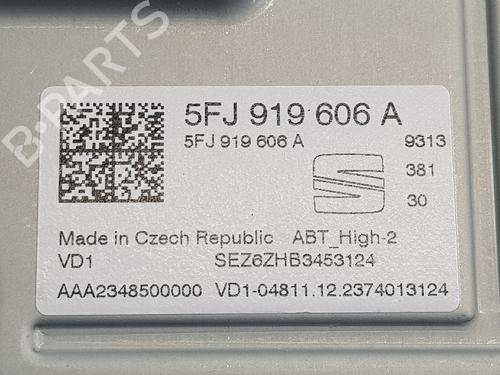 B-PARTS
5FJ 919 606 A
5FJ 919 606 A 9313
381
30
Made in Czech Republic ABT_High-2
VD1 SEZ6ZHB3453124
AAA2348500000 VD1-04811.12.2374013124